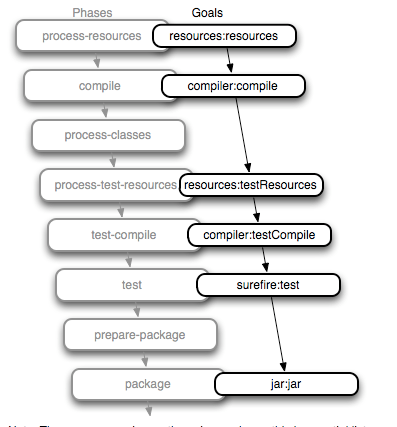 Phases Goals
process-resources resources:resources
compile compiler:compile
process-classes
process-test-resources resources:testResources
test-compile compiler:testCompile
test surefire:test
prepare-package
package jar:jar